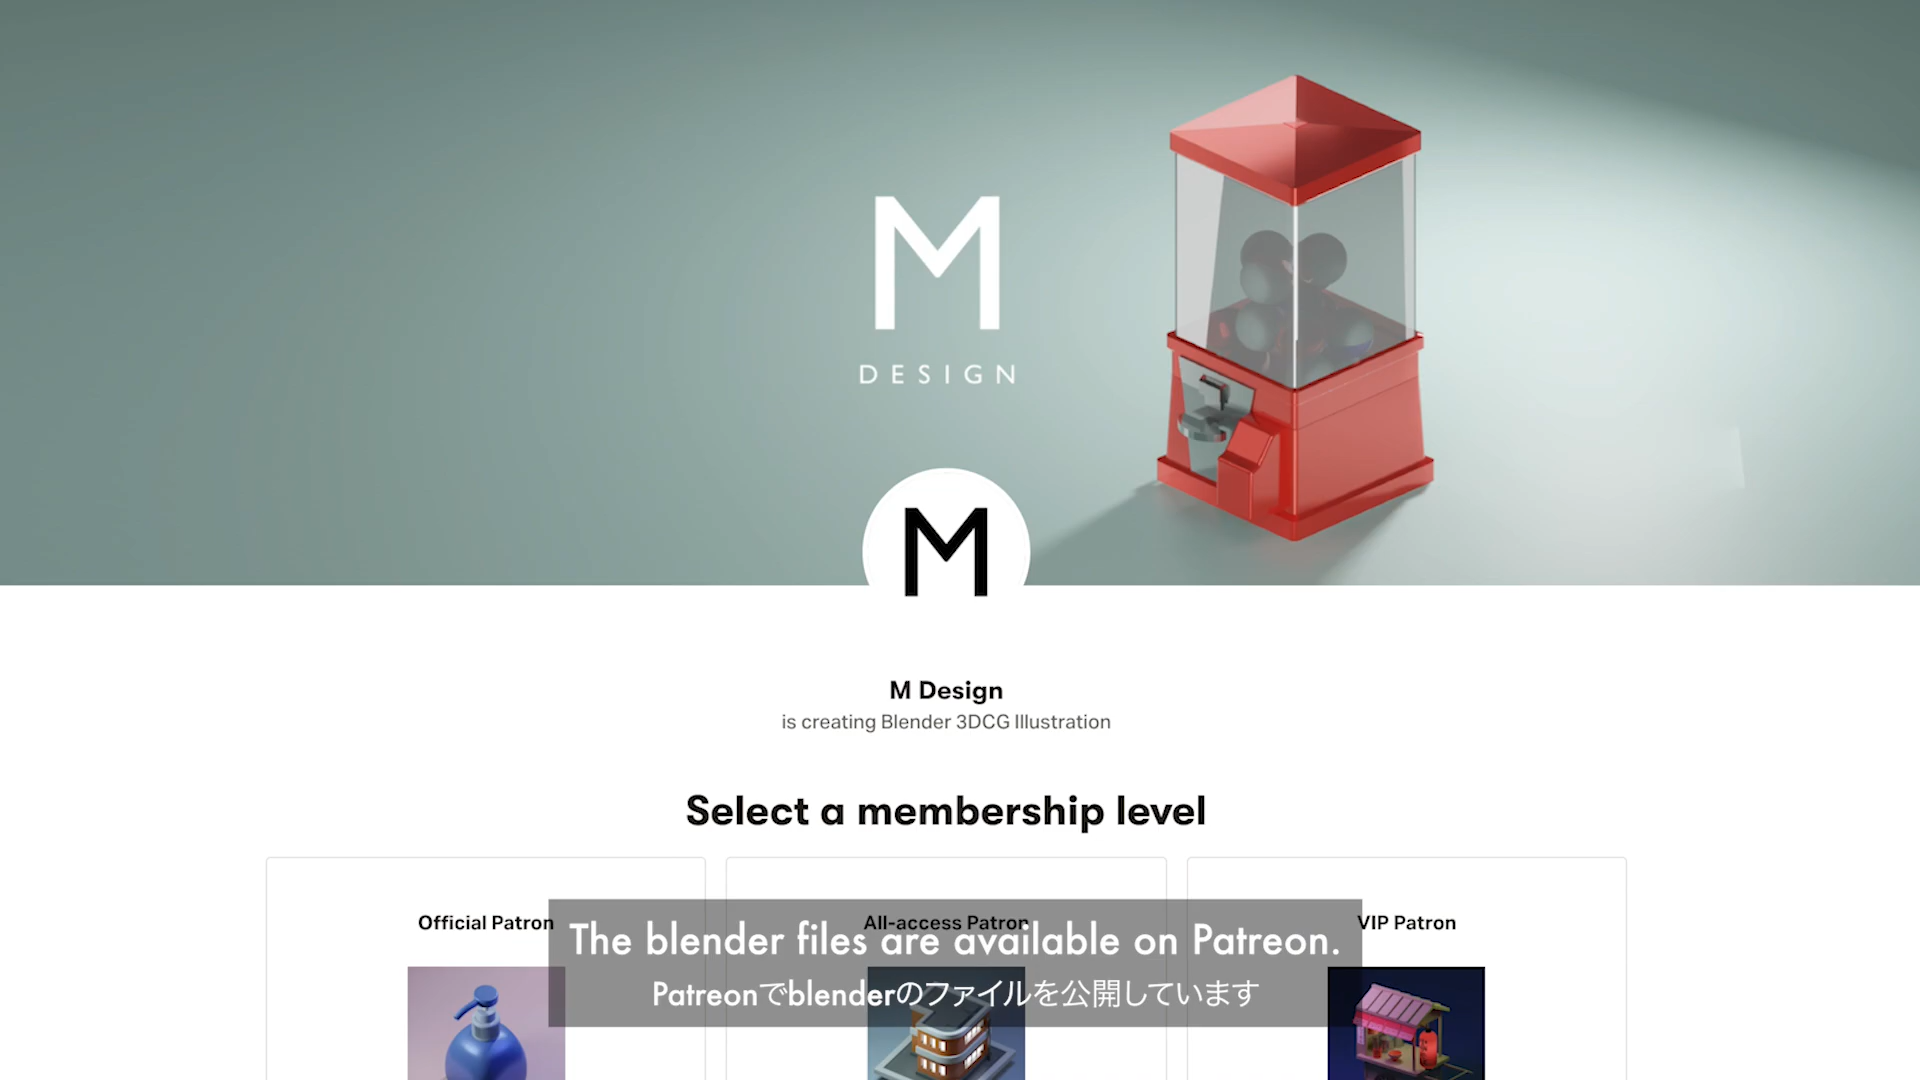 M
DESIGN
M
M Design
is creating Blender 3DCG Illustration
Select a membership level
Official Patron
All-access Patron
VIP Patron
The blender files are available on Patreon.
Patreonでblenderのファイルを公開しています